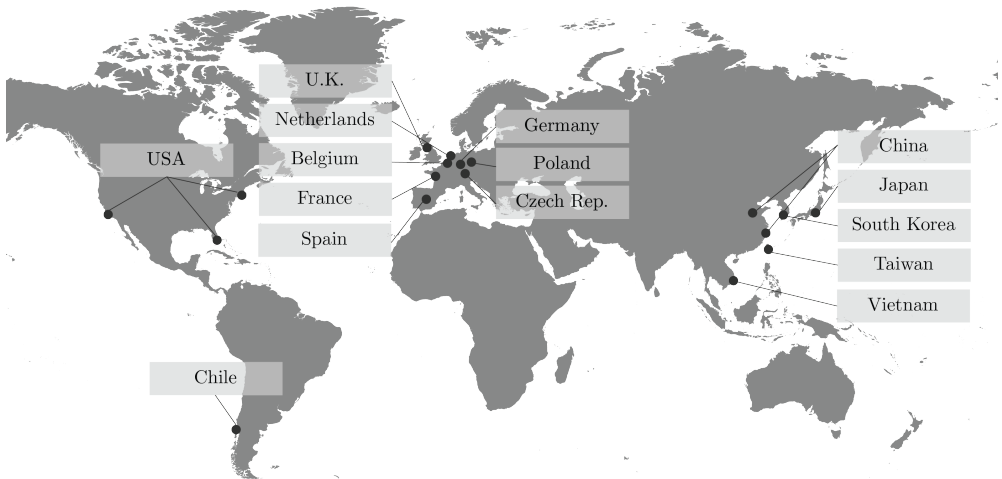 U.K.
Netherlands
Belgium
France
Spain
USA
Germany
Poland
Czech Rep.
China
Japan
South Korea
Taiwan
Vietnam
Chile